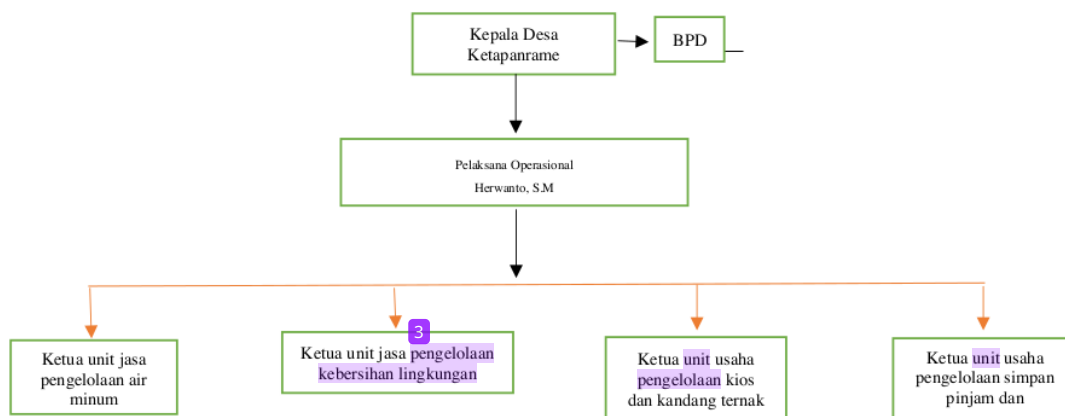 Kepala Desa
Ketapanrame
BPD
Pelaksana Operasional
Herwanto, S.M
3
Ketua unit jasa
pengelolaan air
minum
Ketua unit jasa pengelolaan
kebersihan lingkungan
Ketua unit usaha
pengelolaan kios
dan kandang ternak
Ketua unit usaha
pengelolaan simpan
pinjam dan